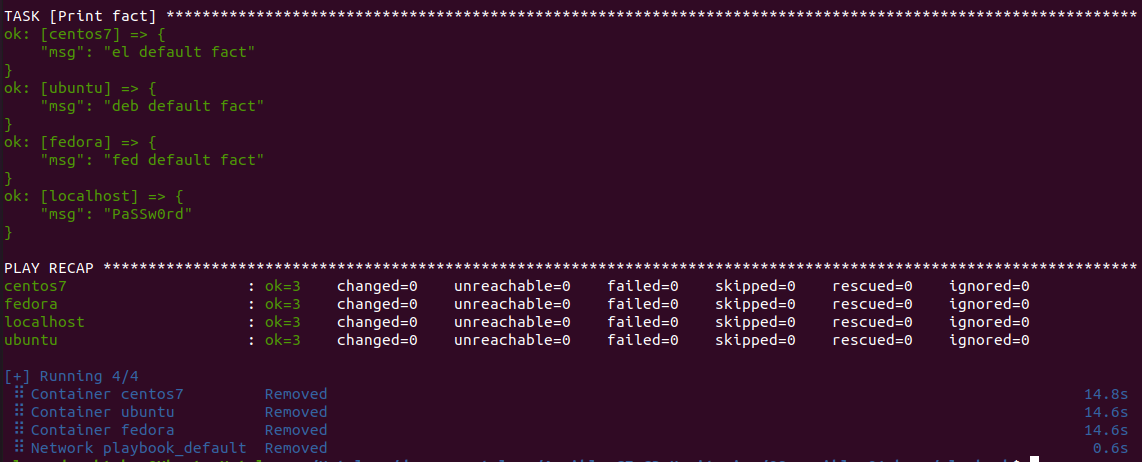 TASK [Print fact] ************************************************************************************************************
ok: [centos7] => {
    "msg": "el default fact"
}
ok: [ubuntu] => {
    "msg": "deb default fact"
}
ok: [fedora] => {
    "msg": "fed default fact"
}
ok: [localhost] => {
    "msg": "PaSSw0rd"
}
PLAY RECAP *******************************************************************************************************************
centos7                    : ok=3    changed=0    unreachable=0    failed=0    skipped=0    rescued=0    ignored=0
fedora                     : ok=3    changed=0    unreachable=0    failed=0    skipped=0    rescued=0    ignored=0
localhost                  : ok=3    changed=0    unreachable=0    failed=0    skipped=0    rescued=0    ignored=0
ubuntu                     : ok=3    changed=0    unreachable=0    failed=0    skipped=0    rescued=0    ignored=0
[+] Running 4/4
 ⠿ Container centos7         Removed 14.8s
 ⠿ Container ubuntu          Removed 14.6s
 ⠿ Container fedora          Removed 14.6s
 ⠿ Network playbook_default  Removed 0.6s